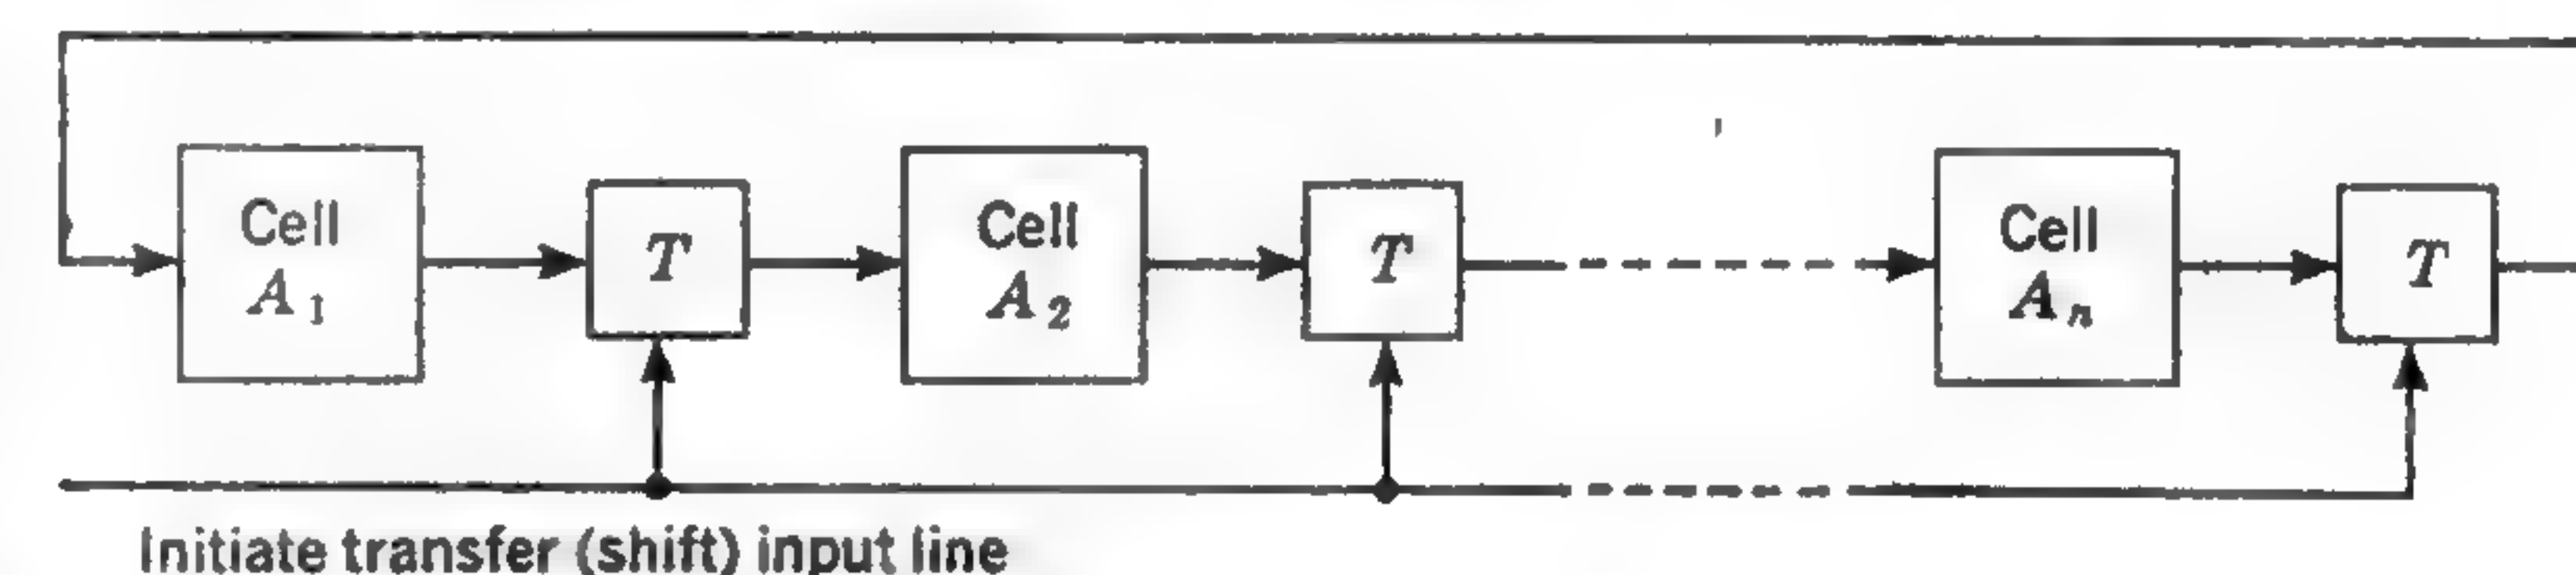 Cell
A₁
T
Cell
A₂
T
Cell
Aₙ
T
Initiate transfer (shift) input line